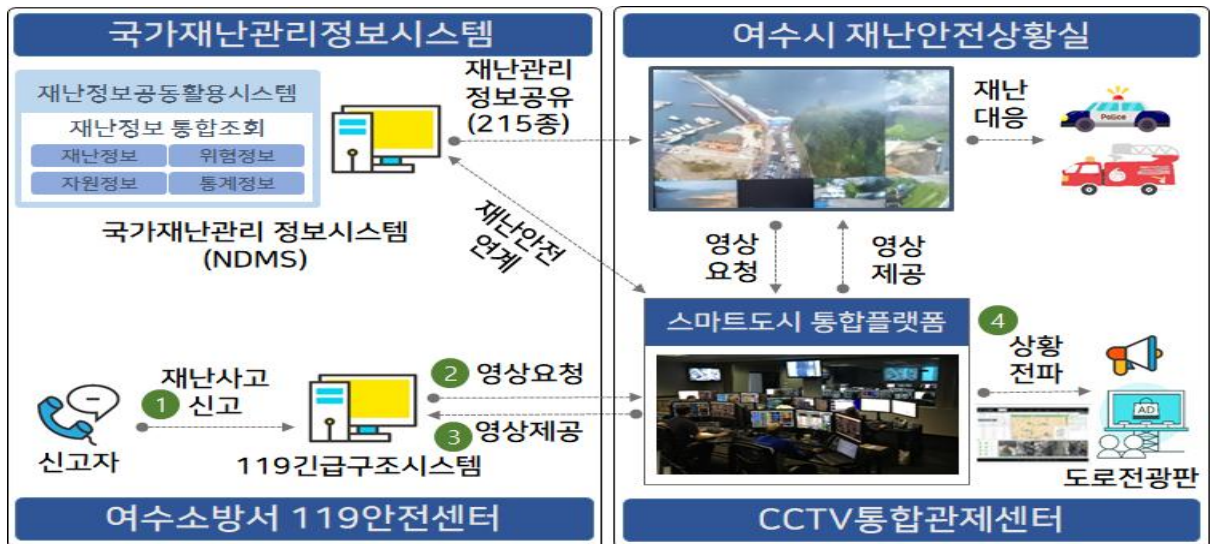 국가재난관리정보시스템
재난정보공동활용시스템
재난정보 통합조회
재난정보
위험정보
자원정보
통계정보
국가재난관리 정보시스템
(NDMS)
재난관리
정보공유
(215종)
재난안전
연계
신고자
1
재난사고
신고
119긴급구조시스템
2 영상요청
3 영상제공
여수소방서 119안전센터
여수시 재난안전상황실
재난
대응
Police
영상
요청
영상
제공
스마트도시 통합플랫폼
4
상황
전파
AD
도로전광판
CCTV통합관제센터